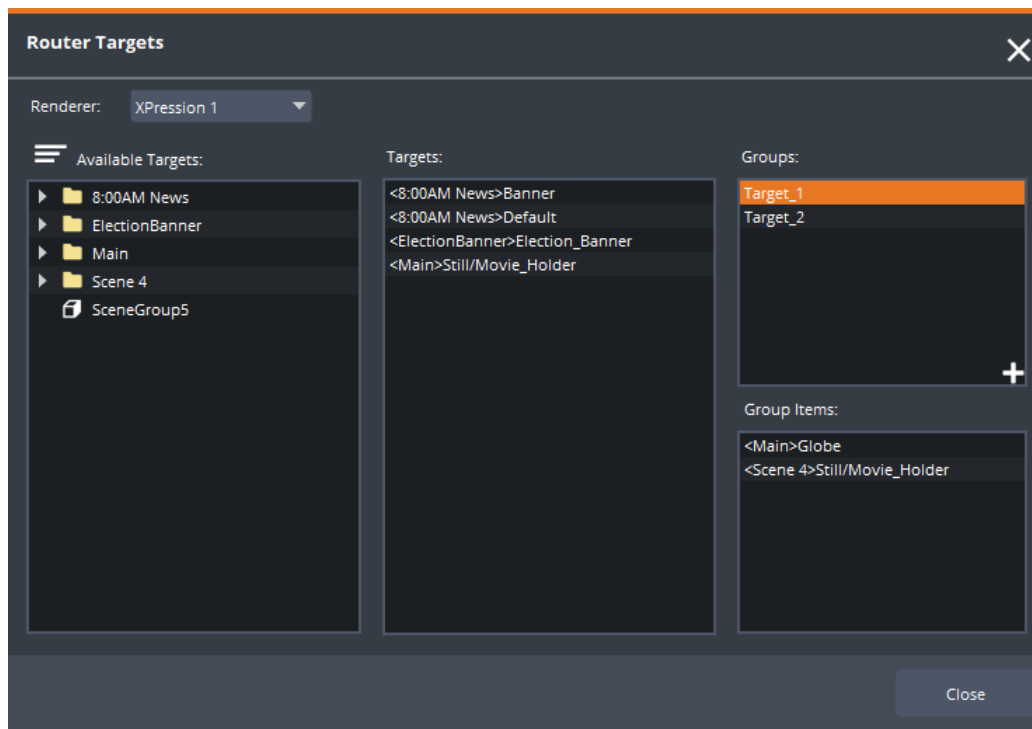 Router Targets
Renderer: XPression 1
Available Targets:
8:00AM News
ElectionBanner
Main
Scene 4
SceneGroup5
Targets:
<8:00AM News>Banner
<8:00AM News>Default
<ElectionBanner>Election_Banner
<Main>Still/Movie_Holder
Groups:
Target_1
Target_2
Group Items:
<Main>Globe
<Scene 4>Still/Movie_Holder
Close